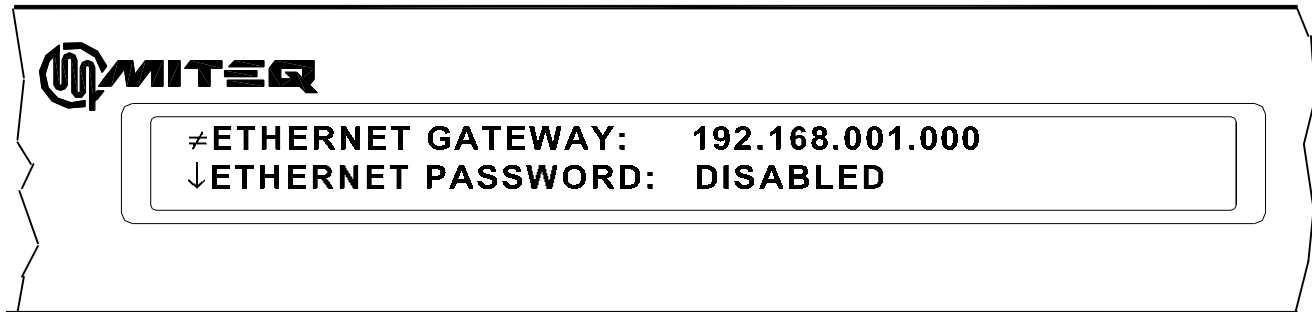 MITEQ
≠ETHERNET GATEWAY: 192.168.001.000
↓ETHERNET PASSWORD: DISABLED